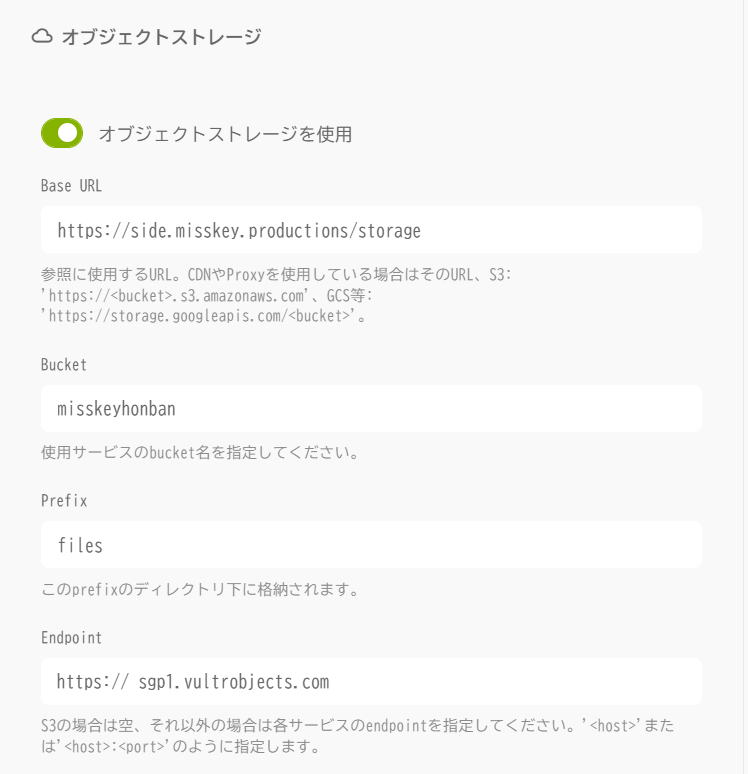 オブジェクトストレージ
オブジェクトストレージを使用
Base URL
https://side.misskey.productions/storage
参照に使用するURL。CDNやProxyを使用している場合はそのURL、S3:
'https://<bucket>.s3.amazonaws.com'、GCS等:
'https://storage.googleapis.com/<bucket>'。
Bucket
misskeyhonban
使用サービスのbucket名を指定してください。
Prefix
files
このprefixのディレクトリ下に格納されます。
Endpoint
https:// sgp1.vultrobjects.com
S3の場合は空、それ以外の場合は各サービスのendpointを指定してください。'<host>'また
は'<host>:<port>'のように指定します。